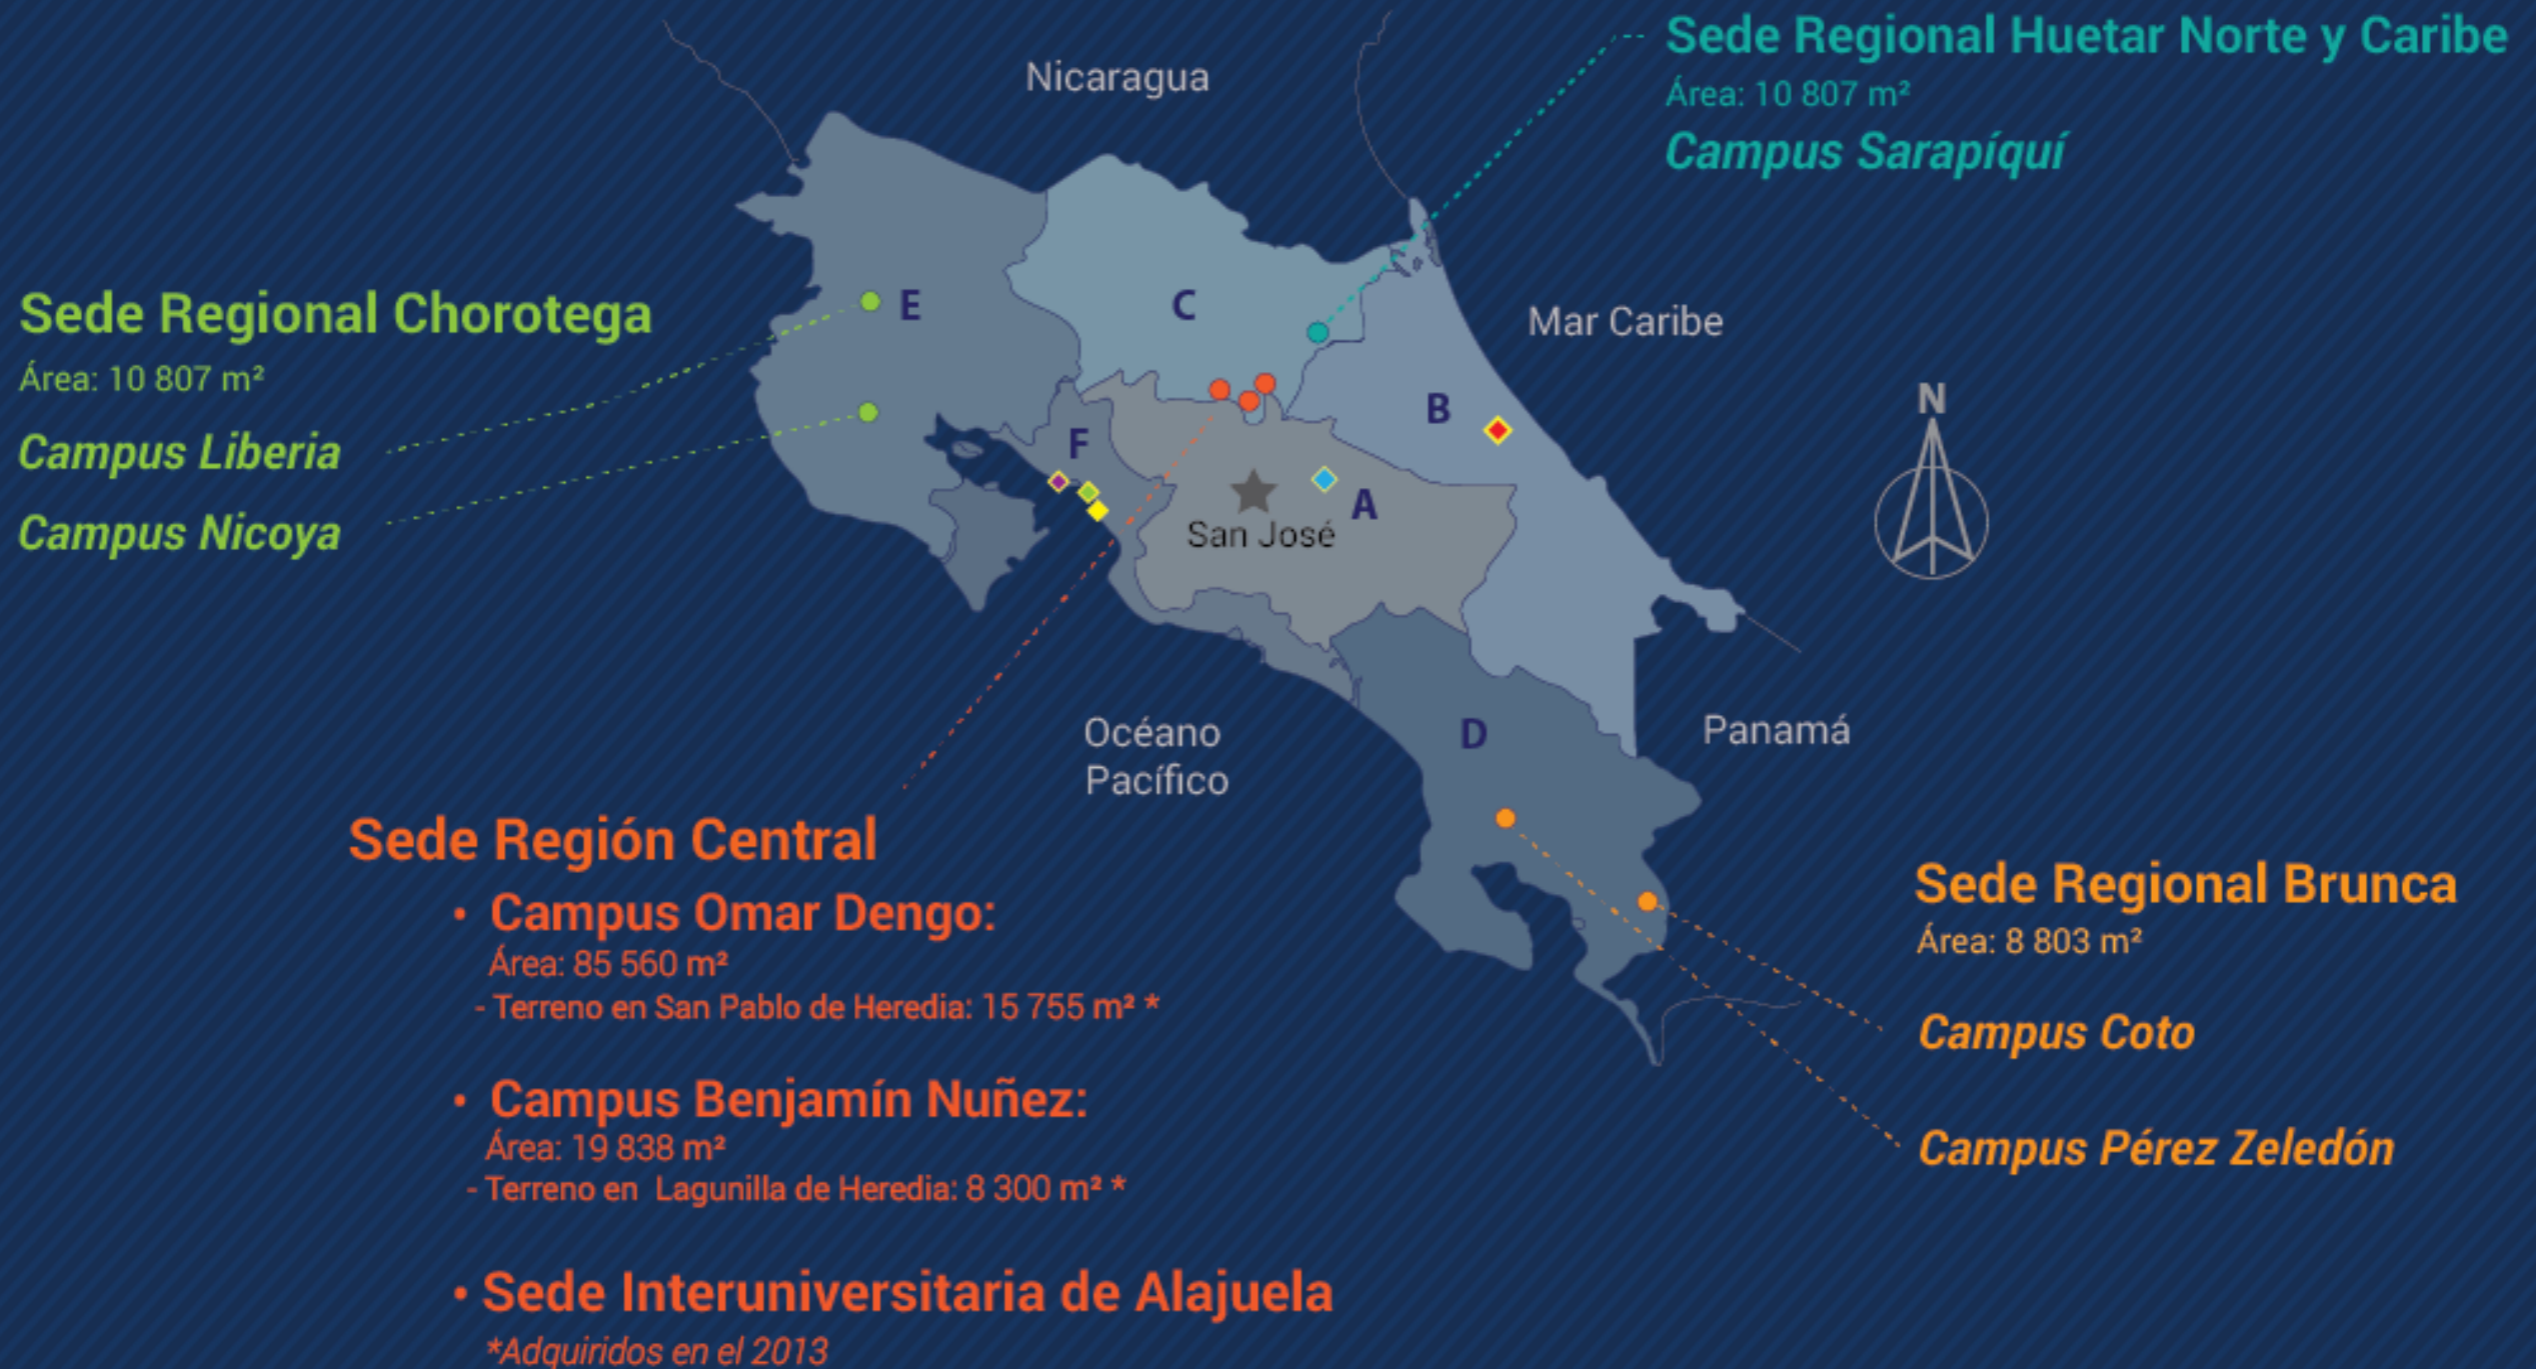 Nicaragua
Sede Regional Huetar Norte y Caribe
Área: 10 807 m²
Campus Sarapíquí
Sede Regional Chorotega
Área: 10 807 m²
Campus Liberia
Campus Nicoya
E
C
B
F
A
San José
D
Mar Caribe
N
Océano
Pacífico
Panamá
Sede Región Central
• Campus Omar Dengo:
Área: 85 560 m²
- Terreno en San Pablo de Heredia: 15 755 m² *
• Campus Benjamín Nuñez:
Área: 19 838 m²
- Terreno en Lagunilla de Heredia: 8 300 m² *
• Sede Interuniversitaria de Alajuela
*Adquiridos en el 2013
Sede Regional Brunca
Área: 8 803 m²
Campus Coto
Campus Pérez Zeledón